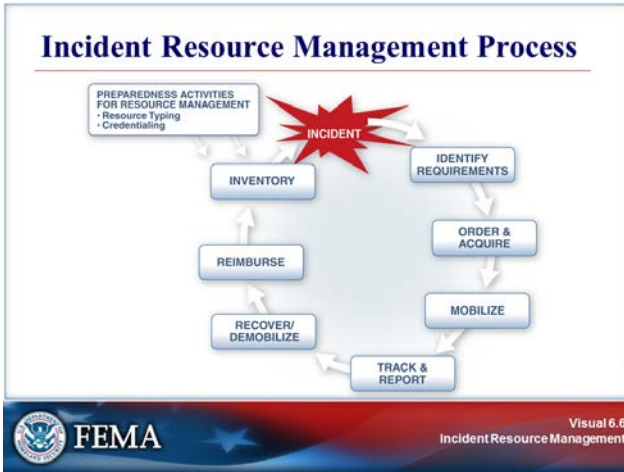 Incident Resource Management Process
PREPAREDNESS ACTIVITIES
FOR RESOURCE MANAGEMENT
• Resource Typing
• Credentialing
INCIDENT
IDENTIFY
REQUIREMENTS
ORDER &
ACQUIRE
MOBILIZE
TRACK &
REPORT
RECOVER/
DEMOBILIZE
REIMBURSE
INVENTORY
FEMA
Visual 6.6
Incident Resource Management